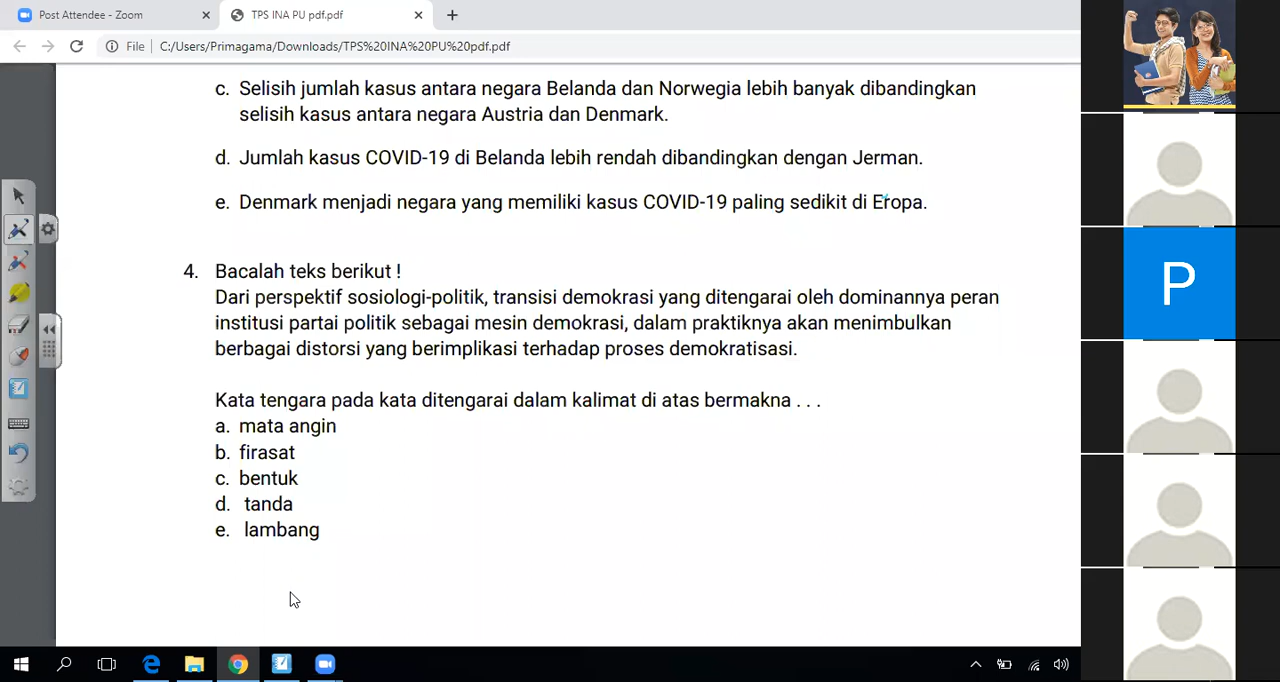 Post Attendee - Zoom
TPS INA PU pdf.pdf
File
C:/Users/Primagama/Downloads/TPS%20INA%20PU%20pdf.pdf
c. Selisih jumlah kasus antara negara Belanda dan Norwegia lebih banyak dibandingkan
selisih kasus antara negara Austria dan Denmark.
d. Jumlah kasus COVID-19 di Belanda lebih rendah dibandingkan dengan Jerman.
e. Denmark menjadi negara yang memiliki kasus COVID-19 paling sedikit di Eropa.
4. Bacalah teks berikut !
Dari perspektif sosiologi-politik, transisi demokrasi yang ditengarai oleh dominannya peran
institusi partai politik sebagai mesin demokrasi, dalam praktiknya akan menimbulkan
berbagai distorsi yang berimplikasi terhadap proses demokratisasi.
Kata tengara pada kata ditengarai dalam kalimat di atas bermakna . . .
a. mata angin
b. firasat
c. bentuk
d. tanda
e. lambang
P